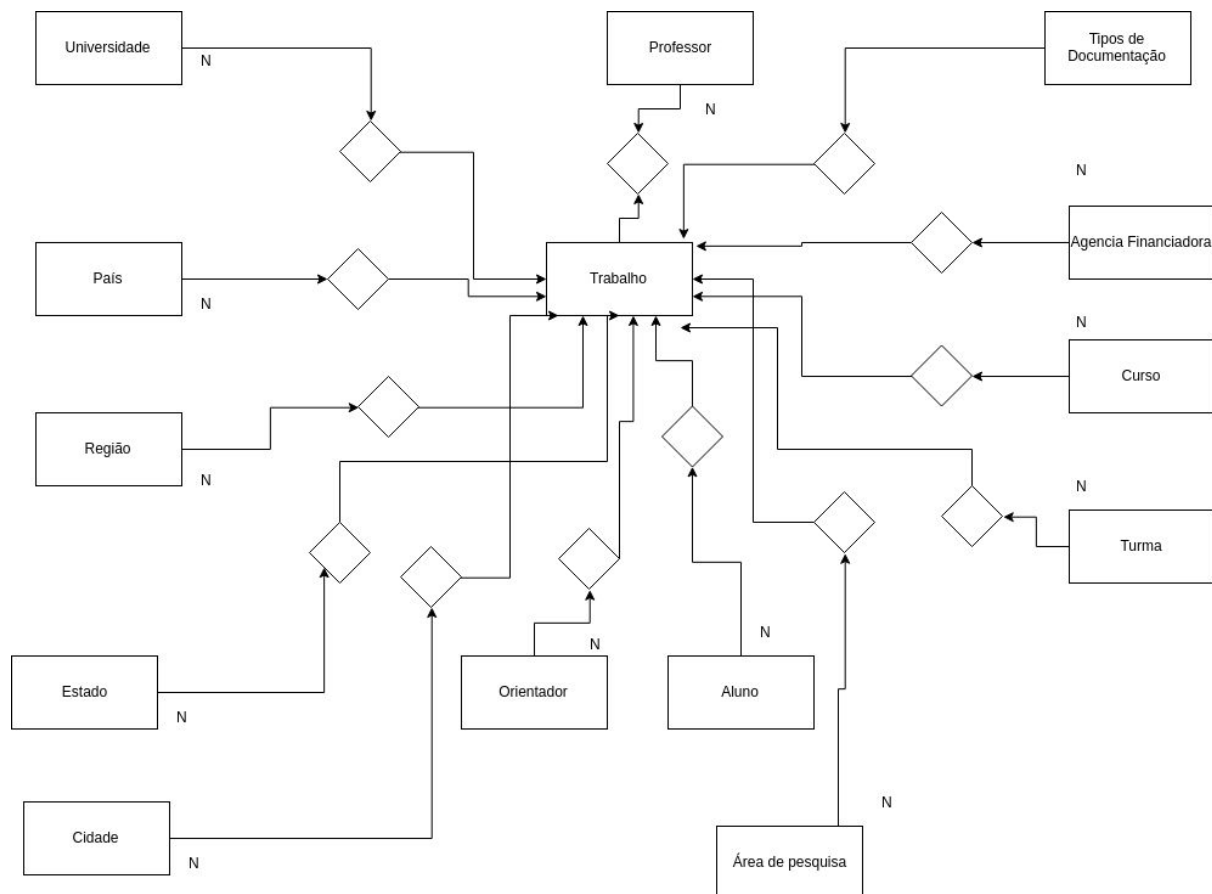 Universidade
N
Professor
N
Tipos de
Documentação
N
Agencia Financiadora
País
N
Trabalho
N
Curso
Região
N
N
Turma
Estado
N
Orientador
N
Aluno
N
Cidade
N
Área de pesquisa
N